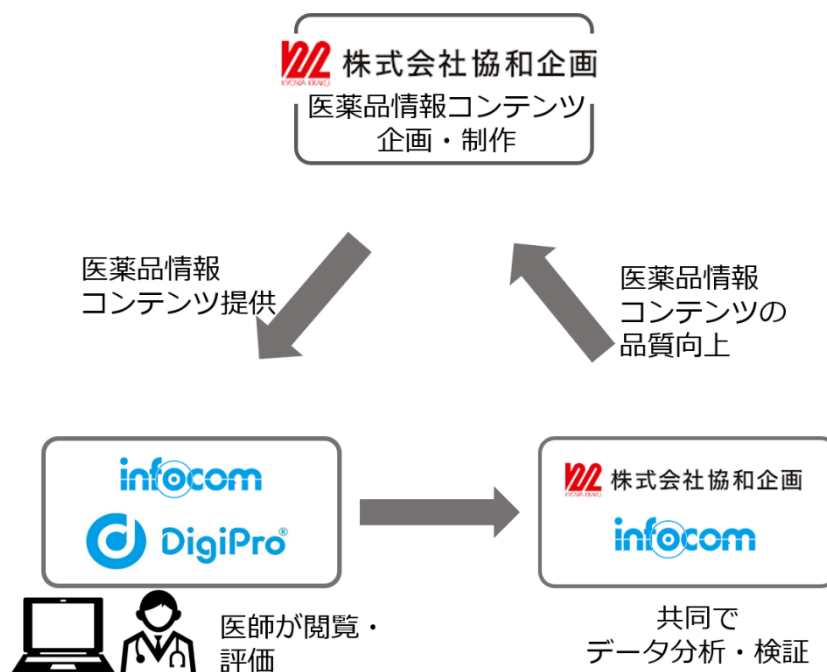 株式会社協和企画
KYOWA KIKAKU
医薬品情報コンテンツ
企画・制作
医薬品情報
コンテンツ提供
医薬品情報
コンテンツの
品質向上
infocom
DigiPro®
医師が閲覧・
評価
株式会社協和企画
KYOWA KIKAKU
infocom
共同で
データ分析・検証